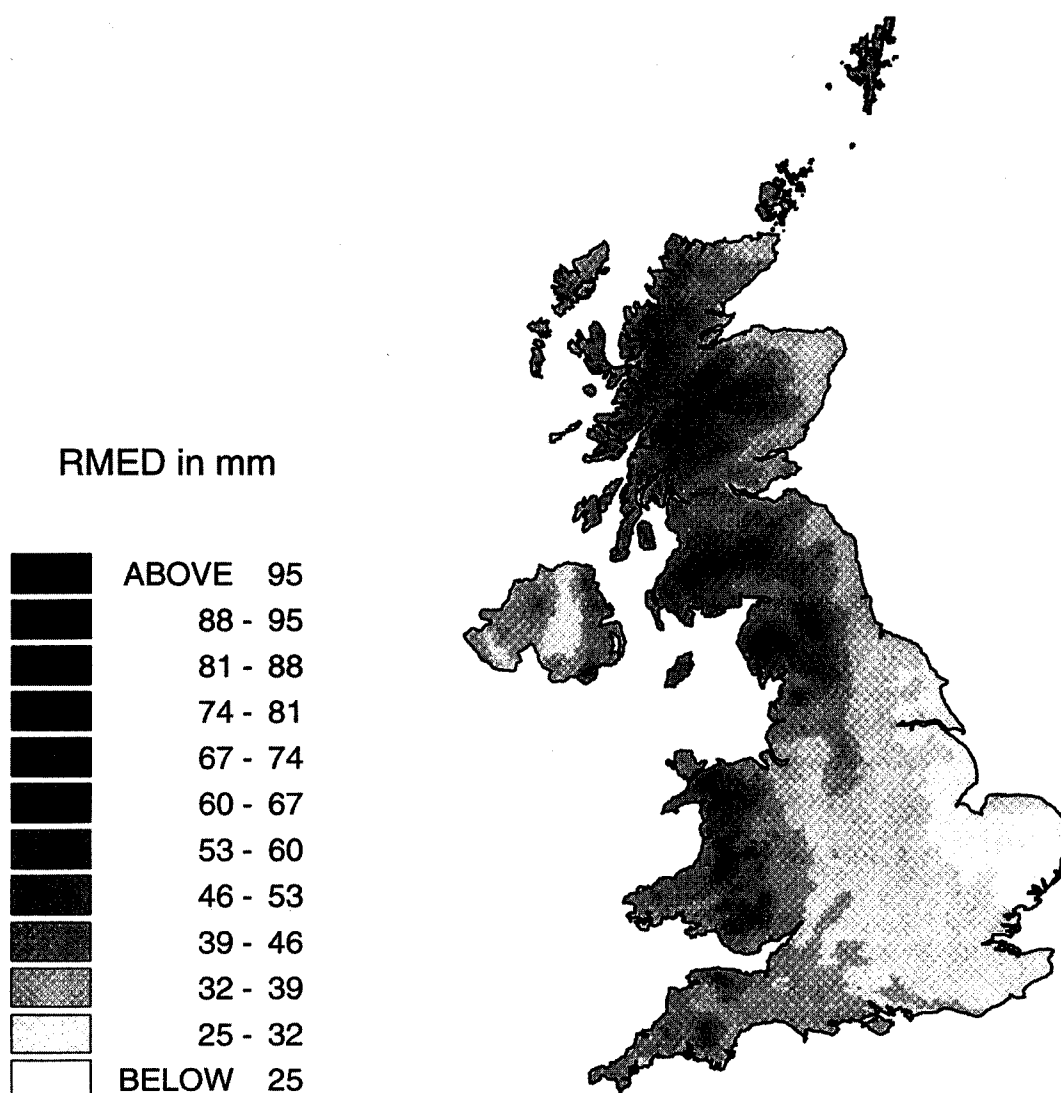 RMED in mm
ABOVE 95
88 - 95
81 - 88
74 - 81
67 - 74
60 - 67
53 - 60
46 - 53
39 - 46
32 - 39
25 - 32
BELOW 25